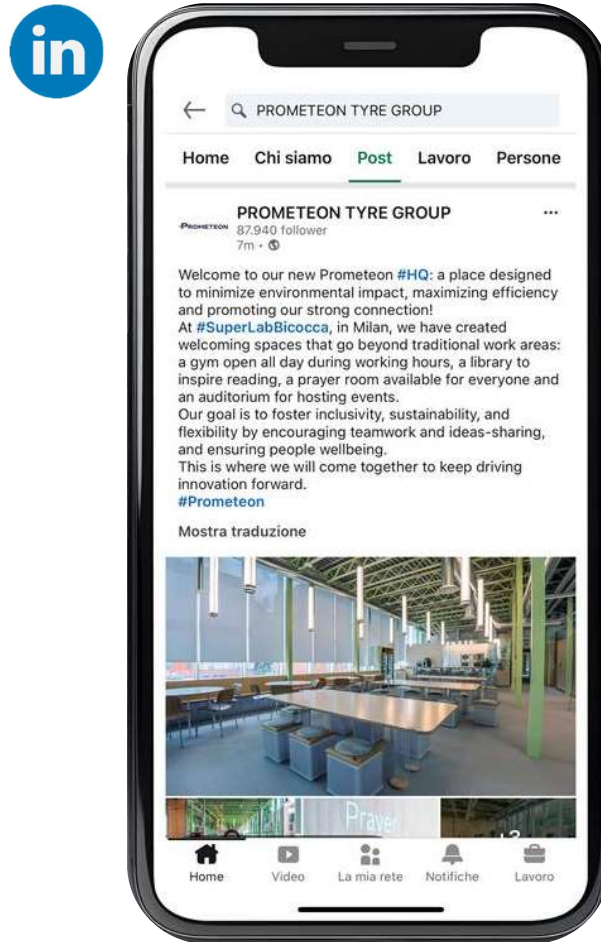 in
PROMETEON TYRE GROUP
Home Chi siamo Post Lavoro Persone
PROMETEON
PROMETEON TYRE GROUP
87.940 follower
7m •
Welcome to our new Prometeon #HQ: a place designed
to minimize environmental impact, maximizing efficiency
and promoting our strong connection!
At #SuperLabBicocca, in Milan, we have created
welcoming spaces that go beyond traditional work areas:
a gym open all day during working hours, a library to
inspire reading, a prayer room available for everyone and
an auditorium for hosting events.
Our goal is to foster inclusivity, sustainability, and
flexibility by encouraging teamwork and ideas-sharing,
and ensuring people wellbeing.
This is where we will come together to keep driving
innovation forward.
#Prometeon
Mostra traduzione
Prayer
+3
Home Video La mia rete Notifiche Lavoro